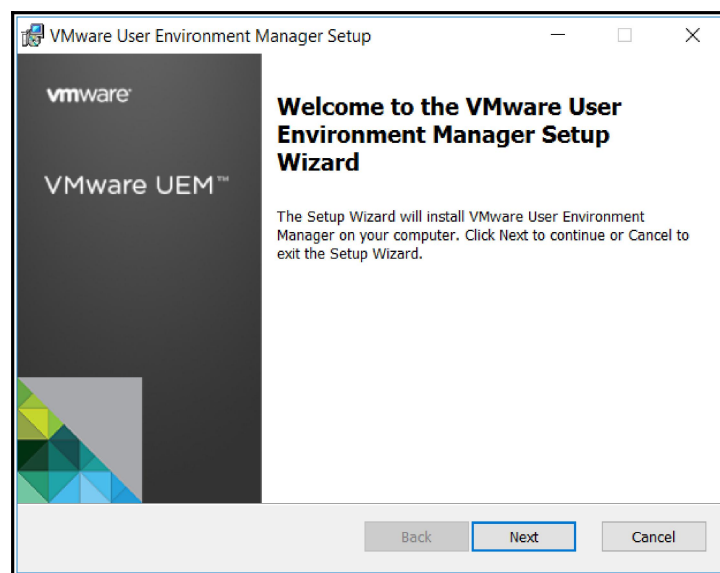 VMware User Environment Manager Setup
vmware
VMware UEM™
Welcome to the VMware User
Environment Manager Setup
Wizard
The Setup Wizard will install VMware User Environment
Manager on your computer. Click Next to continue or Cancel to
exit the Setup Wizard.
Back
Next
Cancel